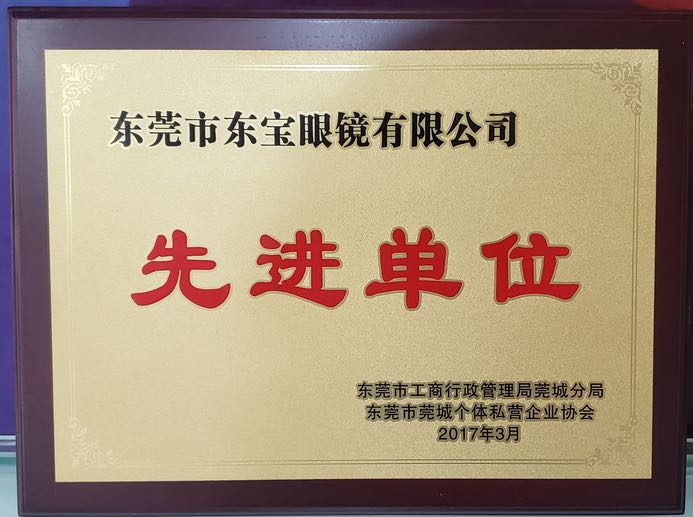 东莞市东宝眼镜有限公司
先进单位
东莞市工商行政管理局莞城分局
东莞市莞城个体私营企业协会
2017年3月